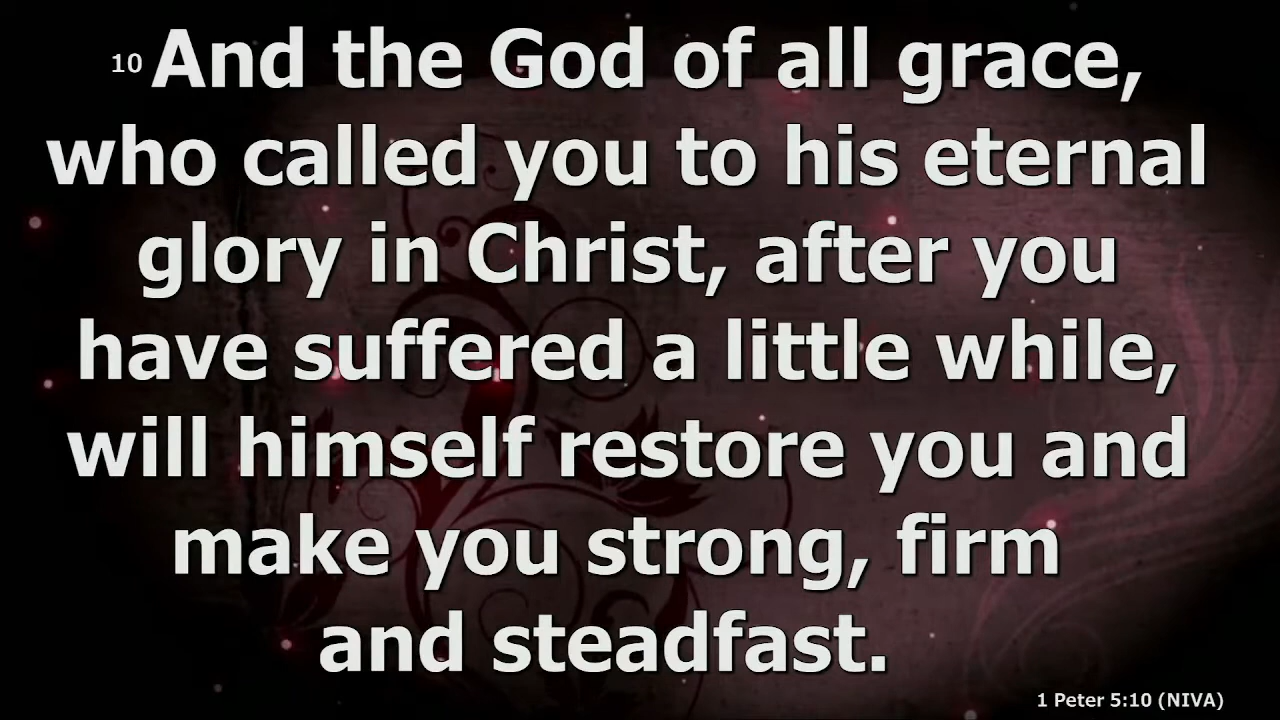 10 And the God of all grace,
who called you to his eternal
glory in Christ, after you
have suffered a little while,
will himself restore you and
make you strong, firm
and steadfast.
1 Peter 5:10 (NIVA)